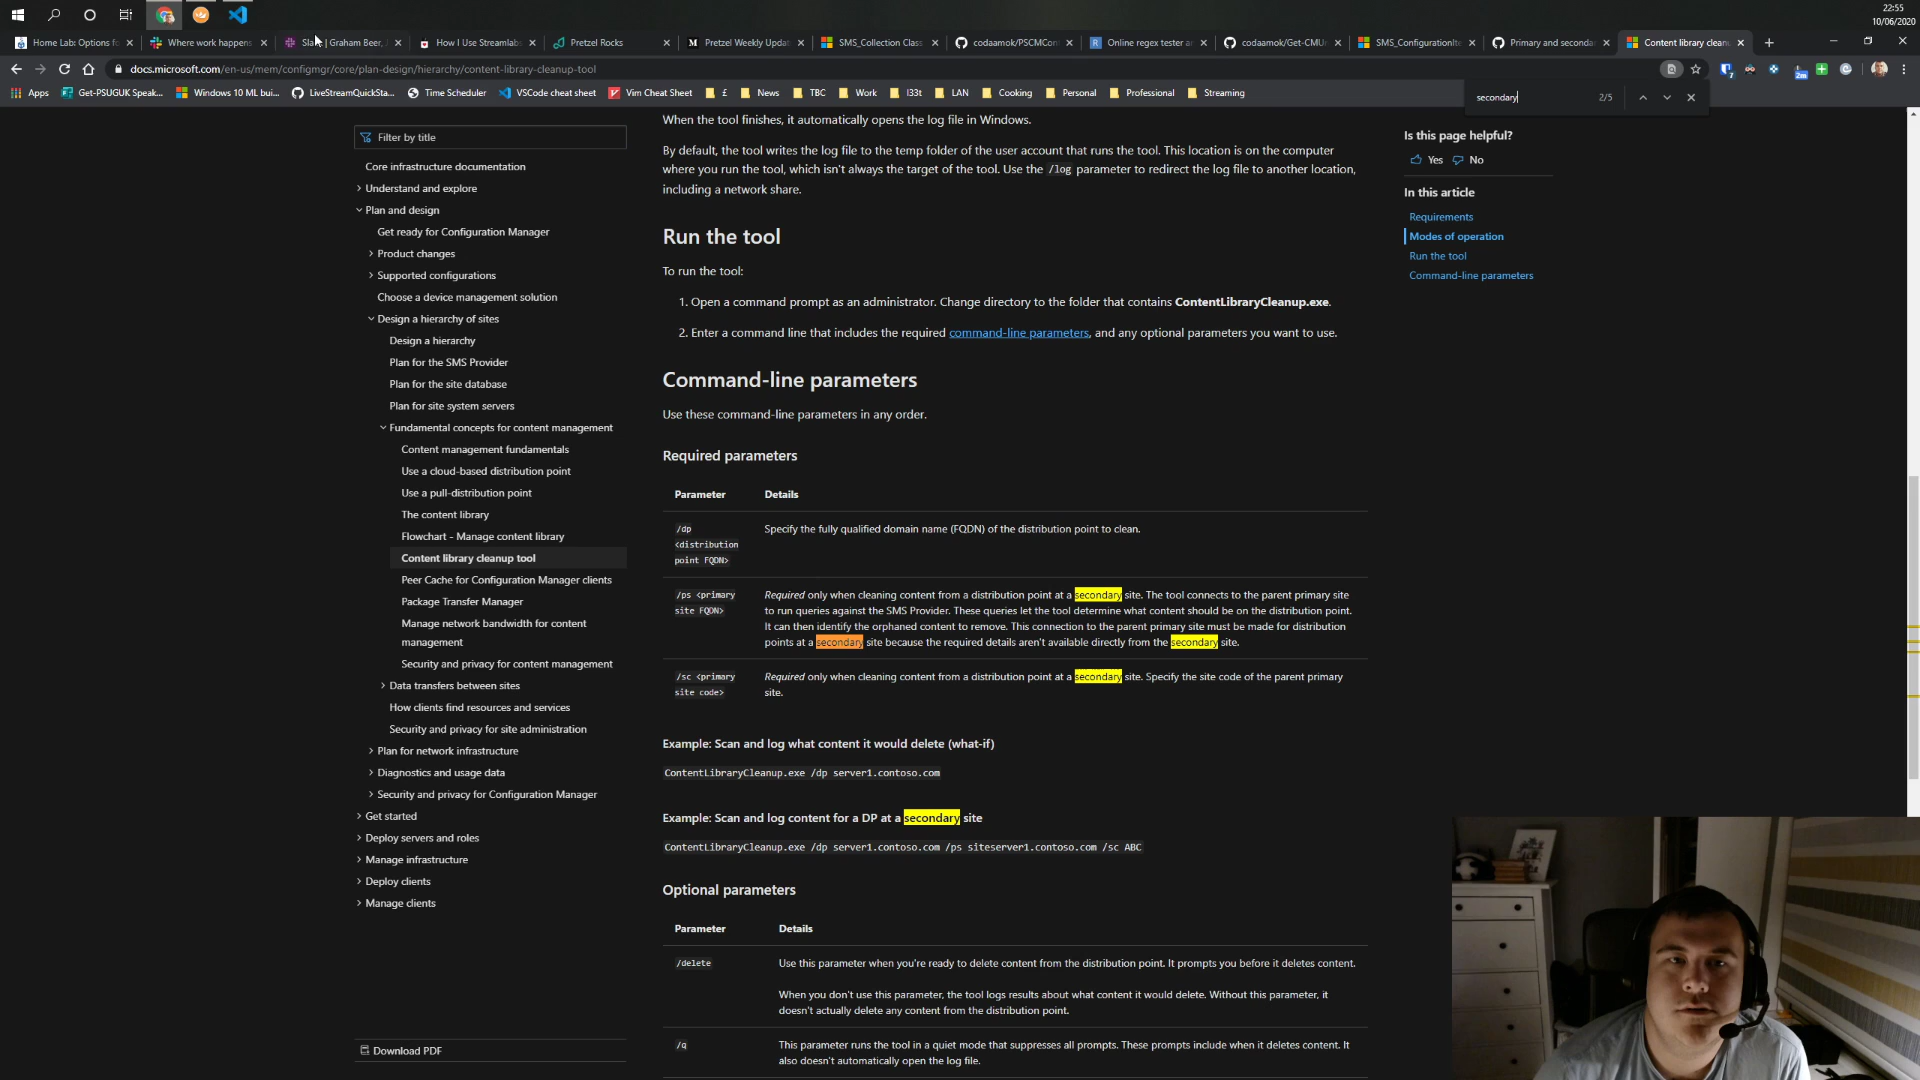 22:55
10/06/2020
Home Lab: Options fo
Where work happens
Sla | Graham Beer,
How I Use Streamlabs
Pretzel Rocks
Pretzel Weekly Updat
SMS_Collection Class
codaamok/PSCMCon
Online regex tester an
codaamok/Get-CMU
SMS_ConfigurationIte
Primary and seconda
Content library clean
docs.microsoft.com/en-us/mem/configmgr/core/plan-design/hierarchy/content-library-cleanup-tool
Apps
Get-PSUGUK Speak...
Windows 10 ML bui...
LiveStreamQuickSta...
Time Scheduler
VSCode cheat sheet
Vim Cheat Sheet
£
News
TBC
Work
l33t
LAN
Cooking
Personal
Professional
Streaming
secondary
2/5
Filter by title
Core infrastructure documentation
Understand and explore
Plan and design
Get ready for Configuration Manager
Product changes
Supported configurations
Choose a device management solution
Design a hierarchy of sites
Design a hierarchy
Plan for the SMS Provider
Plan for the site database
Plan for site system servers
Fundamental concepts for content management
Content management fundamentals
Use a cloud-based distribution point
Use a pull-distribution point
The content library
Flowchart - Manage content library
Content library cleanup tool
Peer Cache for Configuration Manager clients
Package Transfer Manager
Manage network bandwidth for content
management
Security and privacy for content management
Data transfers between sites
How clients find resources and services
Security and privacy for site administration
Plan for network infrastructure
Diagnostics and usage data
Security and privacy for Configuration Manager
Get started
Deploy servers and roles
Manage infrastructure
Deploy clients
Manage clients
Download PDF
When the tool finishes, it automatically opens the log file in Windows.
By default, the tool writes the log file to the temp folder of the user account that runs the tool. This location is on the computer
where you run the tool, which isn't always the target of the tool. Use the /log parameter to redirect the log file to another location,
including a network share.
Run the tool
To run the tool:
1. Open a command prompt as an administrator. Change directory to the folder that contains ContentLibraryCleanup.exe.
2. Enter a command line that includes the required command-line parameters, and any optional parameters you want to use.
Command-line parameters
Use these command-line parameters in any order.
Required parameters
Parameter Details
/dp Specify the fully qualified domain name (FQDN) of the distribution point to clean.
<distribution
point FQDN>
/ps <primary Required only when cleaning content from a distribution point at a secondary site. The tool connects to the parent primary site
site FQDN> to run queries against the SMS Provider. These queries let the tool determine what content should be on the distribution point.
It can then identify the orphaned content to remove. This connection to the parent primary site must be made for distribution
points at a secondary site because the required details aren't available directly from the secondary site.
/sc <primary Required only when cleaning content from a distribution point at a secondary site. Specify the site code of the parent primary
site code> site.
Example: Scan and log what content it would delete (what-if)
ContentLibraryCleanup.exe /dp server1.contoso.com
Example: Scan and log content for a DP at a secondary site
ContentLibraryCleanup.exe /dp server1.contoso.com /ps siteserver1.contoso.com /sc ABC
Optional parameters
Parameter Details
/delete Use this parameter when you're ready to delete content from the distribution point. It prompts you before it deletes content.
When you don't use this parameter, the tool logs results about what content it would delete. Without this parameter, it
doesn't actually delete any content from the distribution point.
/q This parameter runs the tool in a quiet mode that suppresses all prompts. These prompts include when it deletes content. It
also doesn't automatically open the log file.
Is this page helpful?
Yes No
In this article
Requirements
Modes of operation
Run the tool
Command-line parameters